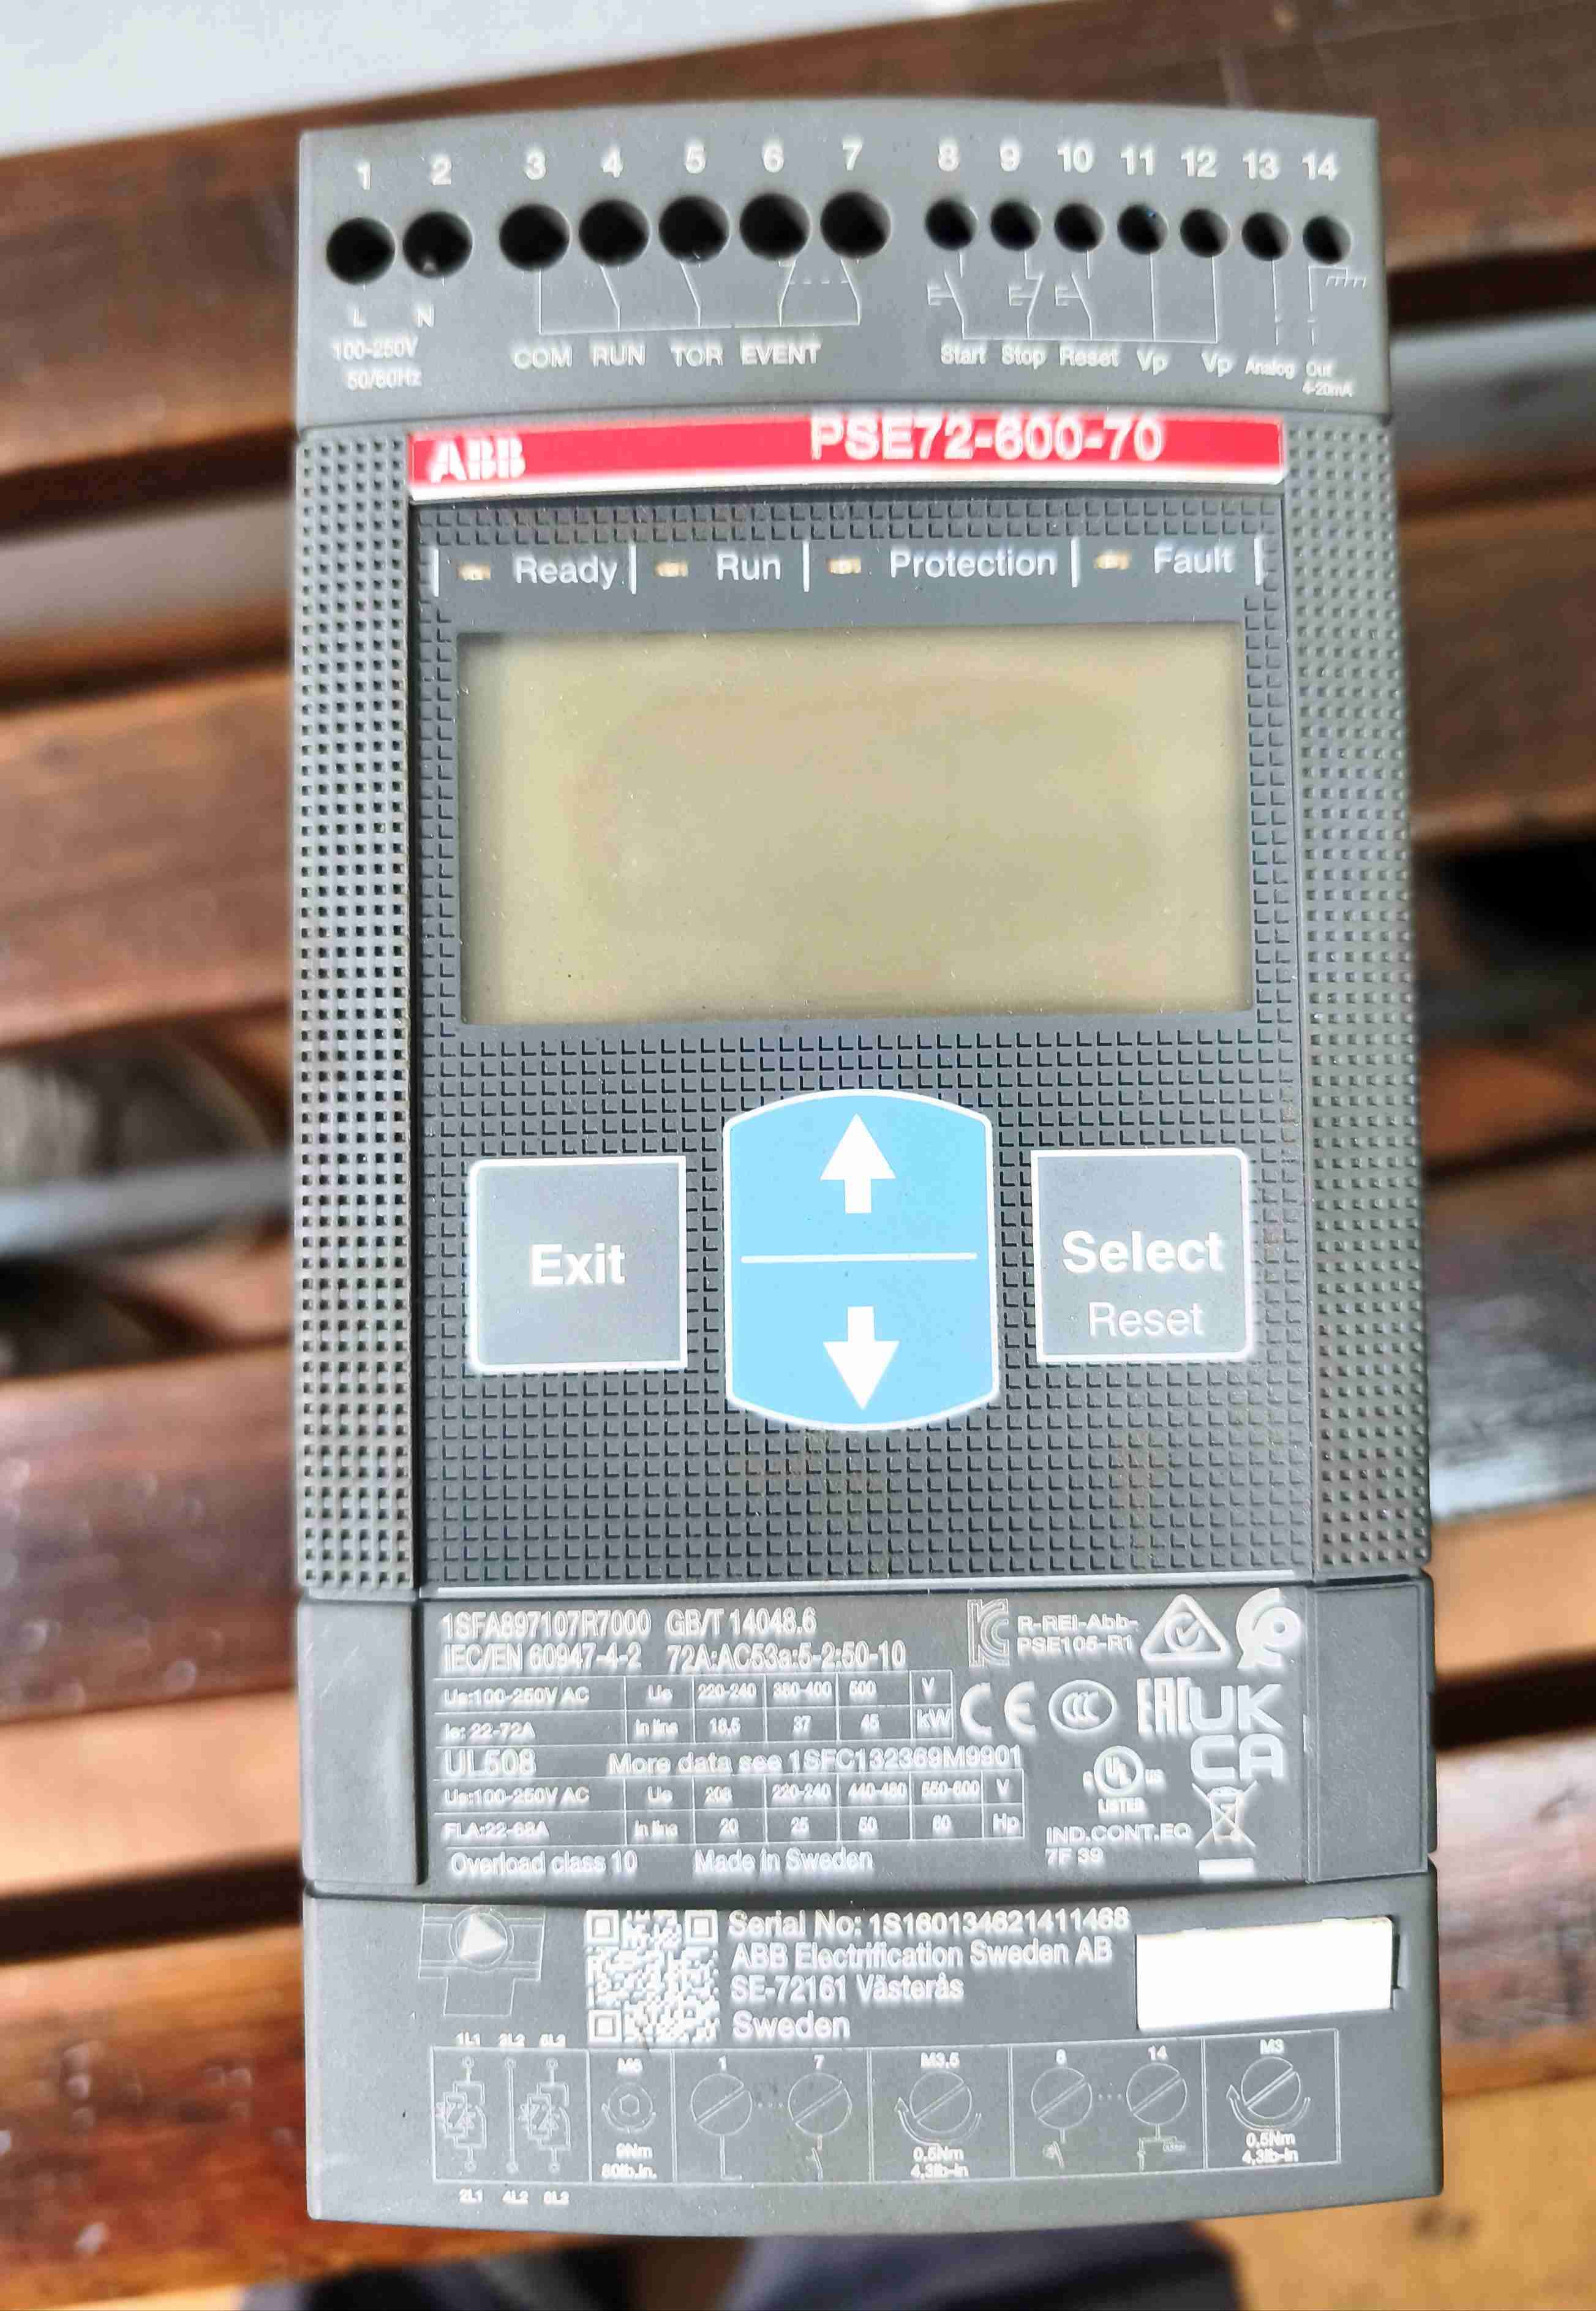 1 2 3 4 5 6 7 8 9 10 11 12 13 14
L N
100-250V
50/60Hz
COM RUN TOR EVENT
Start Stop Reset Vp Vp Analog Out
4-20mA
ABB PSE72-600-70
Ready Run Protection Fault
Exit
Select
Reset
1SFA897107R7000 GB/T 14048.6
IEC/EN 60947-4-2 72A:AC53a:5-2:50-10
R-REI-Abb-
PSE105-R1
Us:100-250V AC Ue 220-240 380-400 500 V
Ie: 22-72A in line 18,5 37 45 kW
CE CCC EAC UK
CA
UL508 More data see 1SFC132369M9901
Us:100-250V AC Ue 208 220-240 440-480 550-600 V
FLA:22-68A in line 20 25 50 60 Hp
Overload class 10 Made in Sweden
c UL us
LISTED
IND.CONT.EQ
7F 39
Serial No: 1S160134621411468
ABB Electrification Sweden AB
SE-72161 Västerås
Sweden
1L1 3L2 5L3
M6 1 7 M3,5 8 14 M3
9Nm 0,5Nm 0,5Nm
80lb.in. 4,3lb-in 4,3lb-in
2L1 4L2 6L3